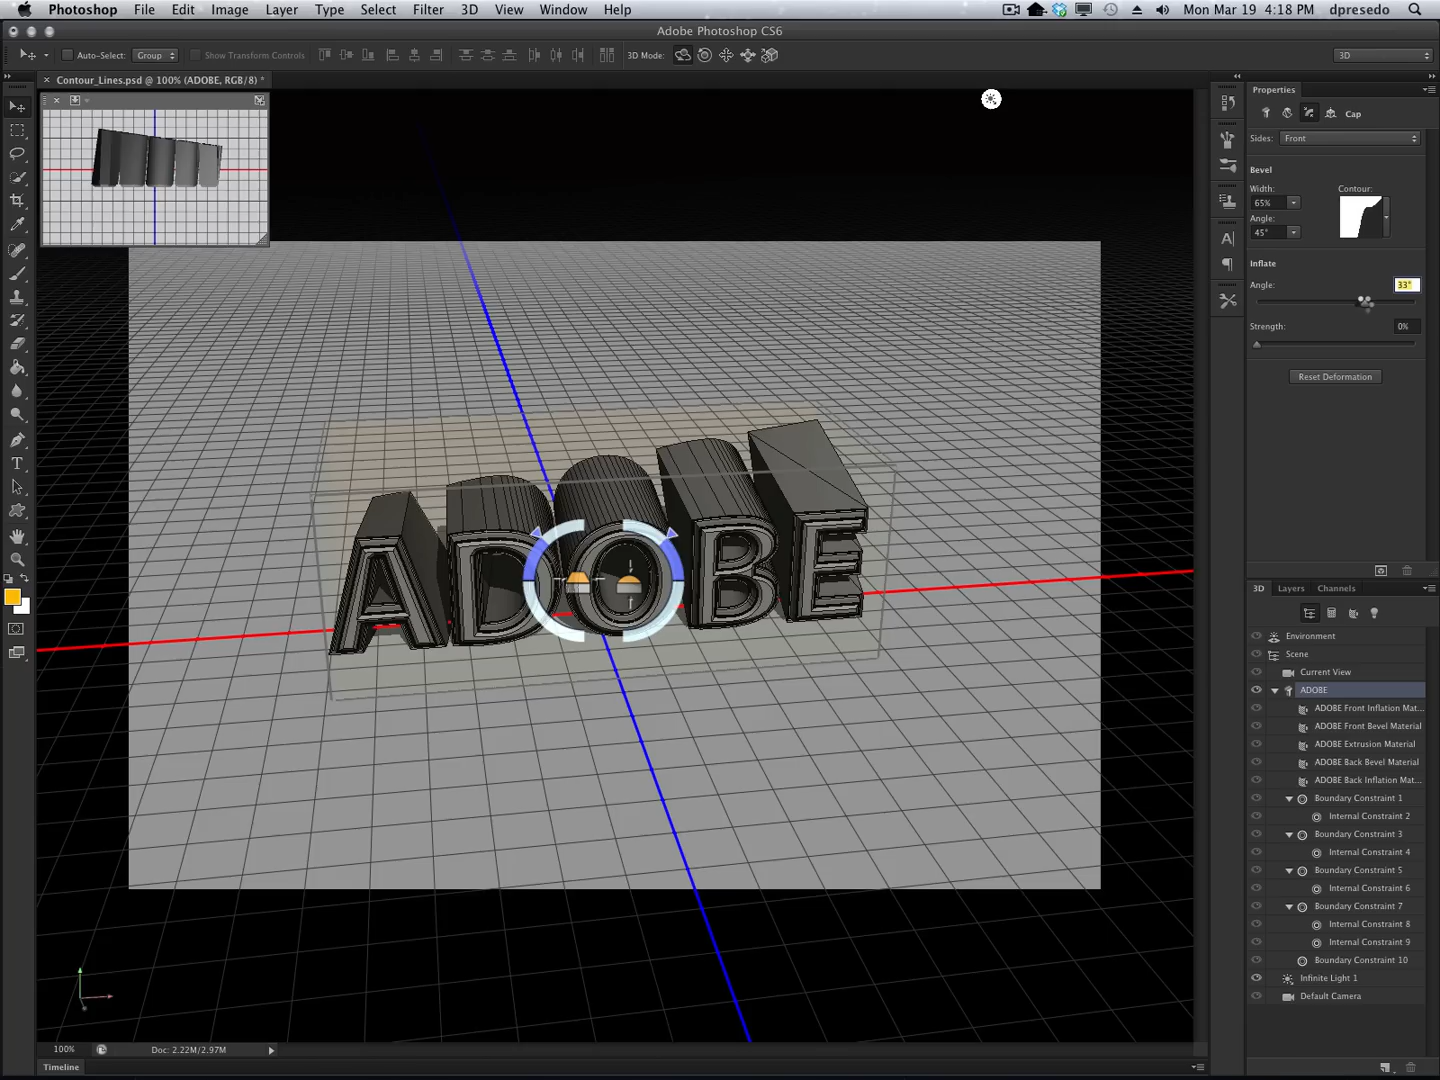 Photoshop File Edit Image Layer Type Select Filter 3D View Window Help Mon Mar 19 4:18 PM dpresedo
Adobe Photoshop CS6
Auto-Select: Group Show Transform Controls 3D Mode: 3D
Contour_Lines.psd @ 100% (ADOBE, RGB/8) *
Properties
Cap
Sides: Front
Bevel
Width: Contour:
65%
Angle:
45°
Inflate
Angle: 33°
Strength: 0%
Reset Deformation
ADOBE
3D Layers Channels
Environment
Scene
Current View
ADOBE
ADOBE Front Inflation Mat...
ADOBE Front Bevel Material
ADOBE Extrusion Material
ADOBE Back Bevel Material
ADOBE Back Inflation Mat...
Boundary Constraint 1
Internal Constraint 2
Boundary Constraint 3
Internal Constraint 4
Boundary Constraint 5
Internal Constraint 6
Boundary Constraint 7
Internal Constraint 8
Internal Constraint 9
Boundary Constraint 10
Infinite Light 1
Default Camera
100% Doc: 2.22M/2.97M
Timeline